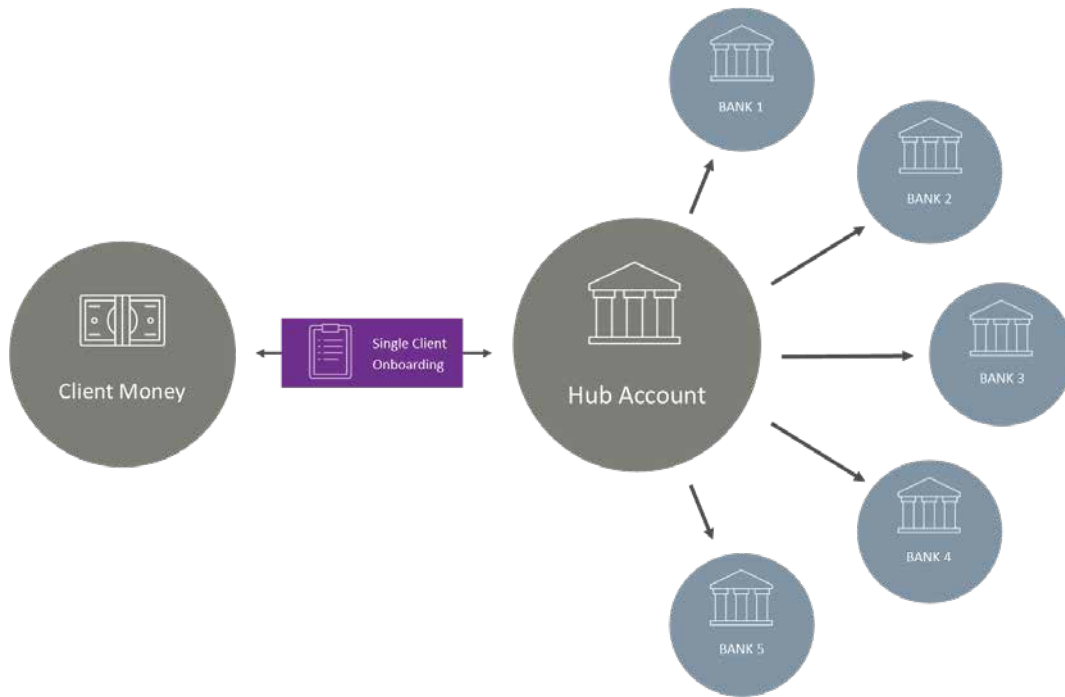 Client Money
Single Client
Onboarding
Hub Account
BANK 1
BANK 2
BANK 3
BANK 4
BANK 5